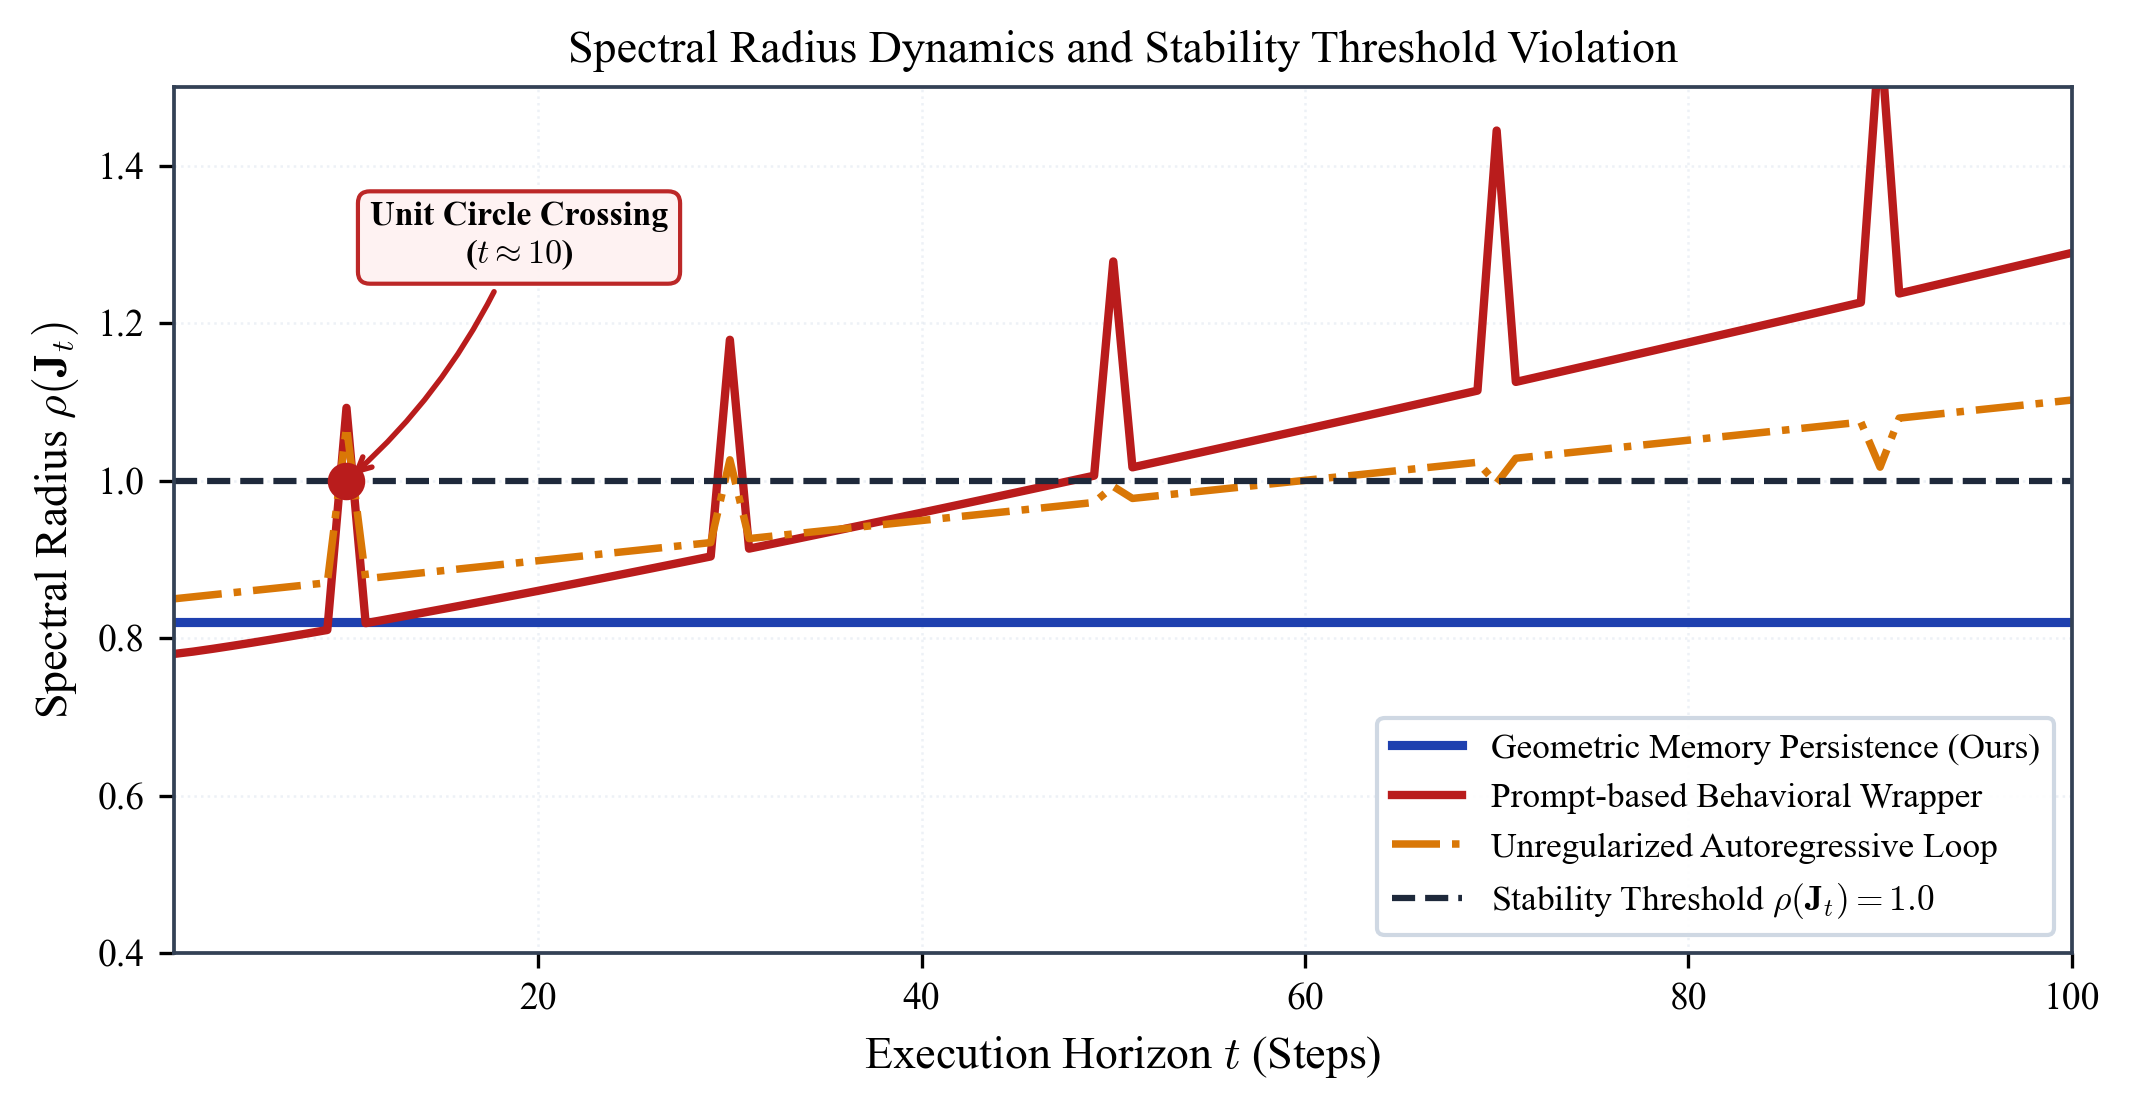 Spectral Radius Dynamics and Stability Threshold Violation
Spectral Radius ρ(J_t)
1.4
1.2
1.0
0.8
0.6
0.4
Unit Circle Crossing
(t ≈ 10)
Geometric Memory Persistence (Ours)
Prompt-based Behavioral Wrapper
Unregularized Autoregressive Loop
Stability Threshold ρ(J_t) = 1.0
20 40 60 80 100
Execution Horizon t (Steps)